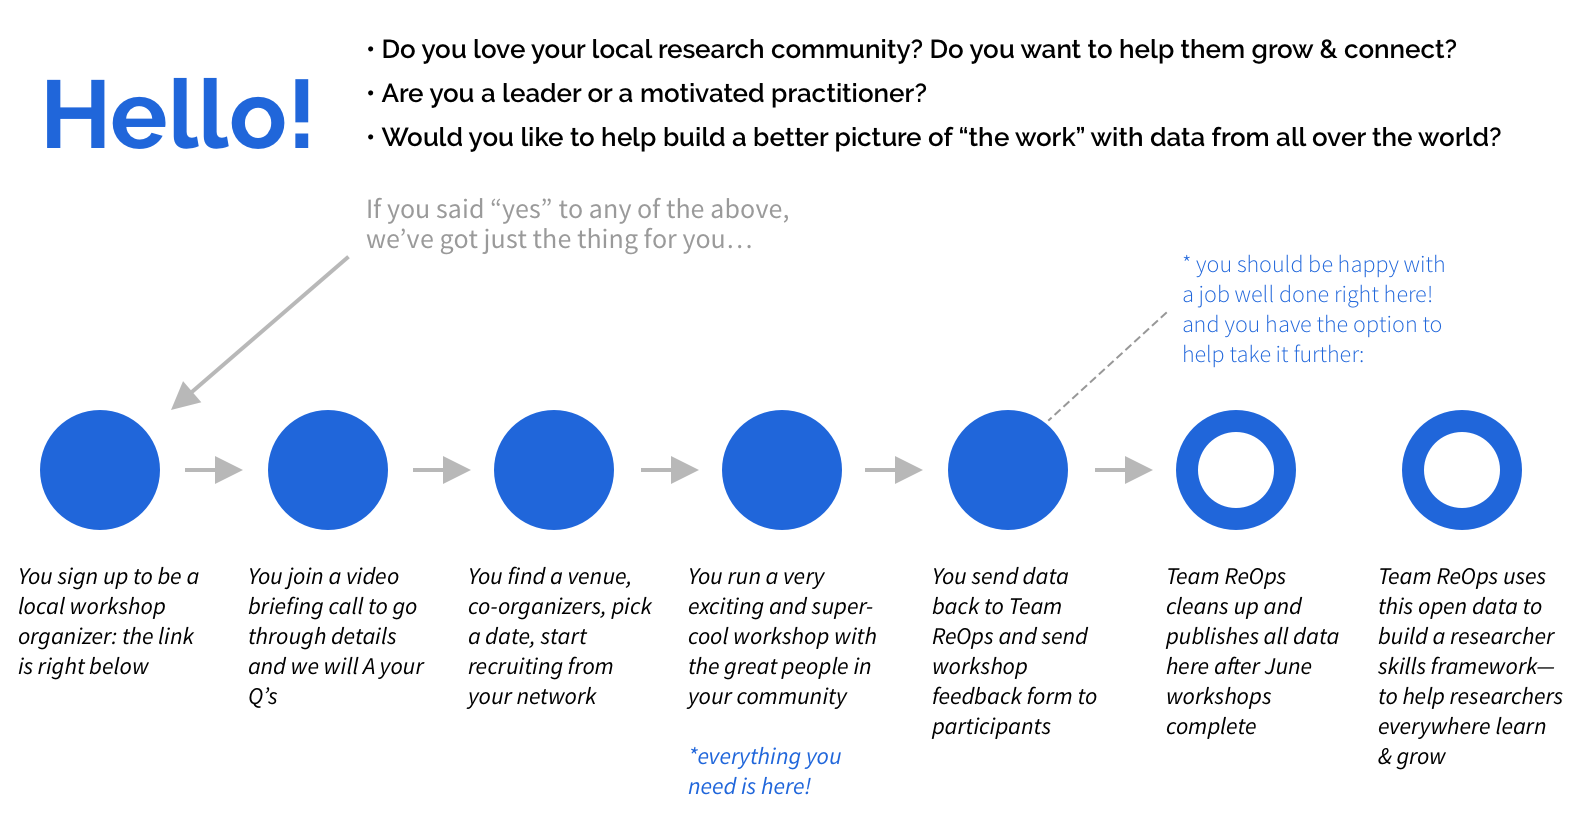 Hello!
• Do you love your local research community? Do you want to help them grow & connect?
• Are you a leader or a motivated practitioner?
• Would you like to help build a better picture of “the work” with data from all over the world?
If you said “yes” to any of the above,
we’ve got just the thing for you…
* you should be happy with
a job well done right here!
and you have the option to
help take it further:
You sign up to be a
local workshop
organizer: the link
is right below
You join a video
briefing call to go
through details
and we will A your
Q’s
You find a venue,
co-organizers, pick
a date, start
recruiting from
your network
You run a very
exciting and super-
cool workshop with
the great people in
your community
*everything you
need is here!
You send data
back to Team
ReOps and send
workshop
feedback form to
participants
Team ReOps
cleans up and
publishes all data
here after June
workshops
complete
Team ReOps uses
this open data to
build a researcher
skills framework—
to help researchers
everywhere learn
& grow